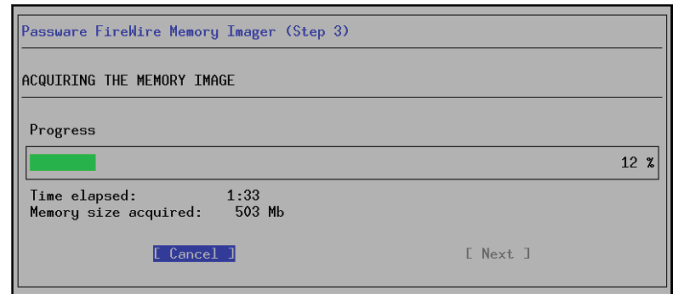 Passware FireWire Memory Imager (Step 3)
ACQUIRING THE MEMORY IMAGE
Progress
12 %
Time elapsed: 1:33
Memory size acquired: 503 Mb
[ Cancel ] [ Next ]